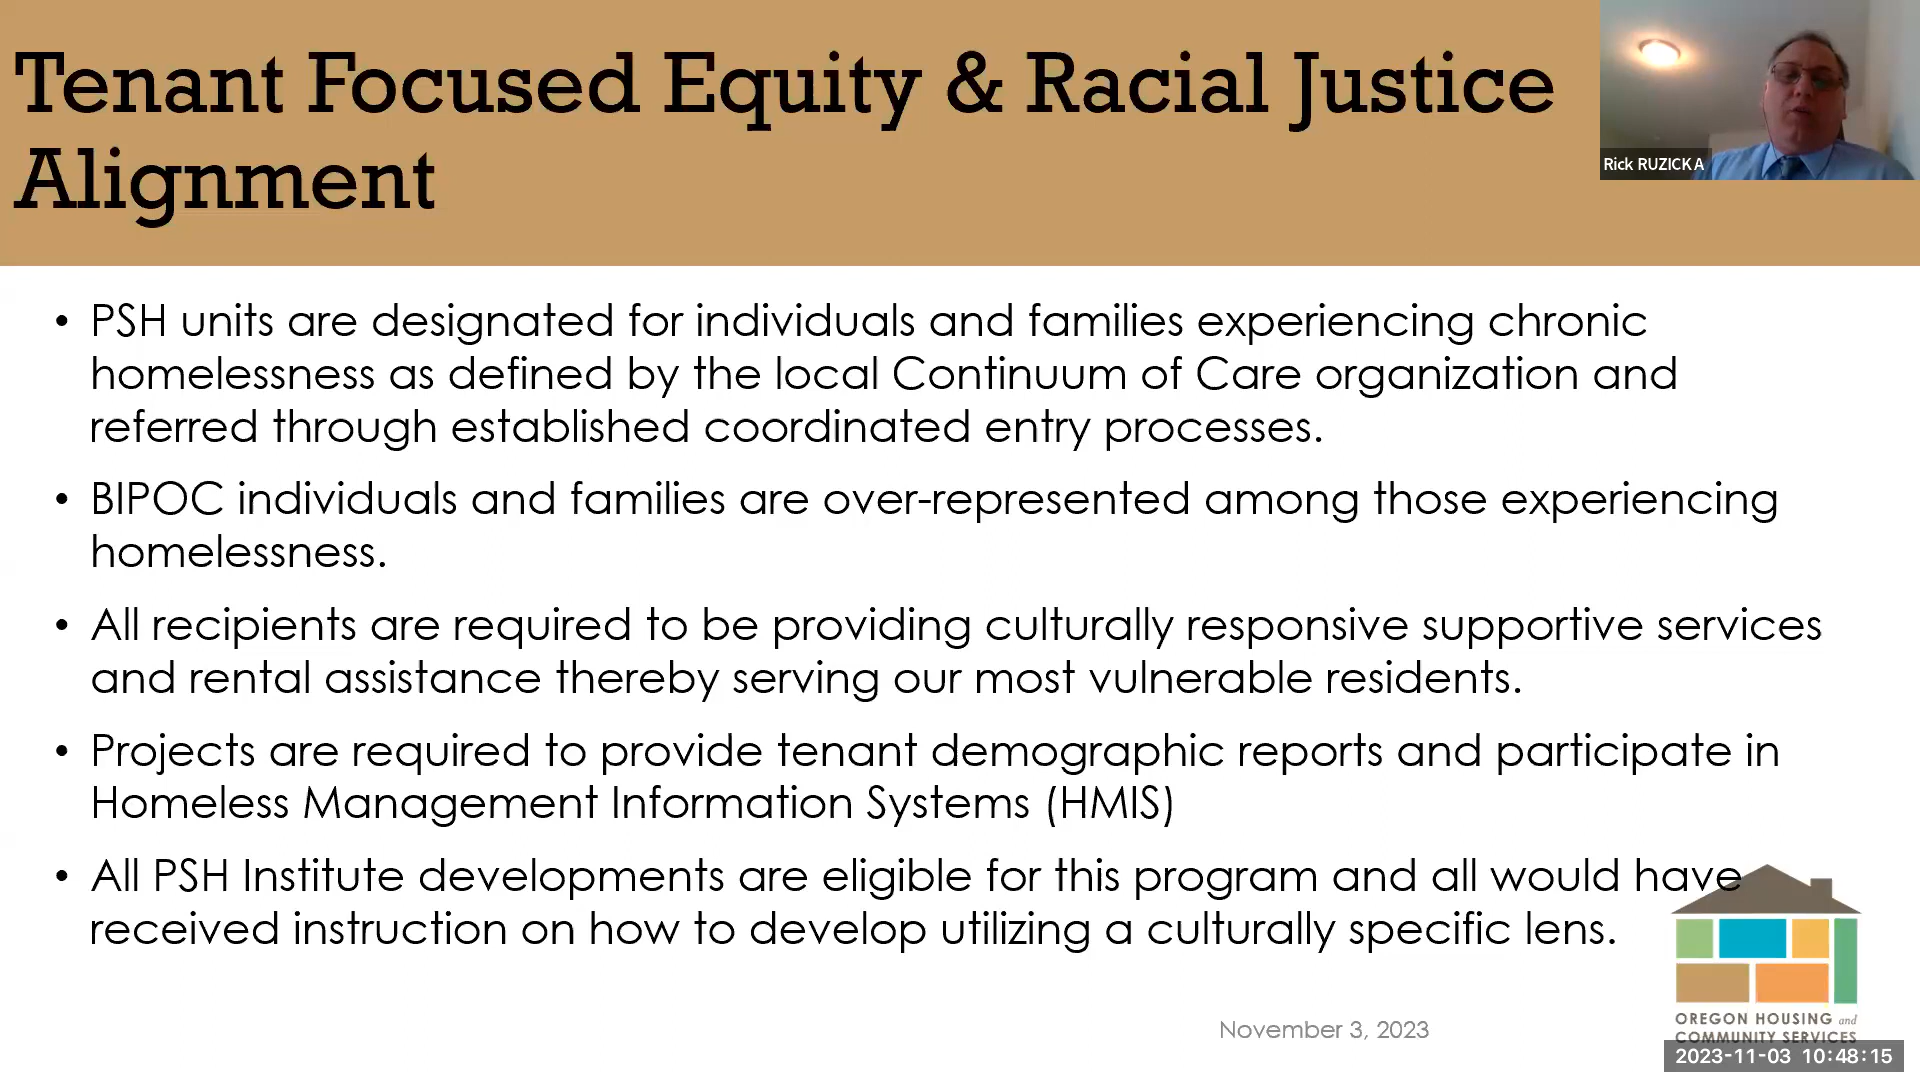 Tenant Focused Equity & Racial Justice
Alignment
Rick RUZICKA
• PSH units are designated for individuals and families experiencing chronic
homelessness as defined by the local Continuum of Care organization and
referred through established coordinated entry processes.
• BIPOC individuals and families are over-represented among those experiencing
homelessness.
• All recipients are required to be providing culturally responsive supportive services
and rental assistance thereby serving our most vulnerable residents.
• Projects are required to provide tenant demographic reports and participate in
Homeless Management Information Systems (HMIS)
• All PSH Institute developments are eligible for this program and all would have
received instruction on how to develop utilizing a culturally specific lens.
November 3, 2023
OREGON HOUSING and
COMMUNITY SERVICES
2023-11-03 10:48:15